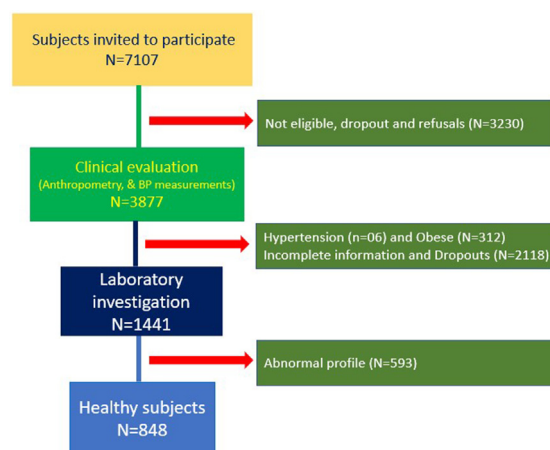 Subjects invited to participate
N=7107
Not eligible, dropout and refusals (N=3230)
Clinical evaluation
(Anthropometry, & BP measurements)
N=3877
Hypertension (n=06) and Obese (N=312)
Incomplete information and Dropouts (N=2118)
Laboratory
investigation
N=1441
Abnormal profile (N=593)
Healthy subjects
N=848